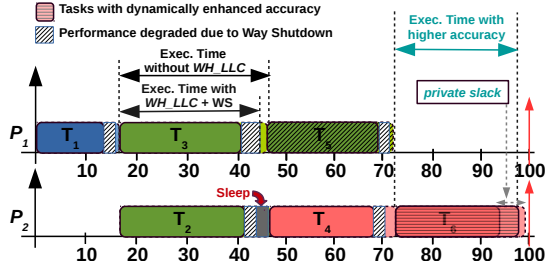 Tasks with dynamically enhanced accuracy
Performance degraded due to Way Shutdown
Exec. Time with
higher accuracy
Exec. Time
without WH_LLC
Exec. Time with
WH_LLC + WS
private slack
P1
T1
T3
T5
10 20 30 40 50 60 70 80 90 100
Sleep
P2
T2
T4
T6
10 20 30 40 50 60 70 80 90 100